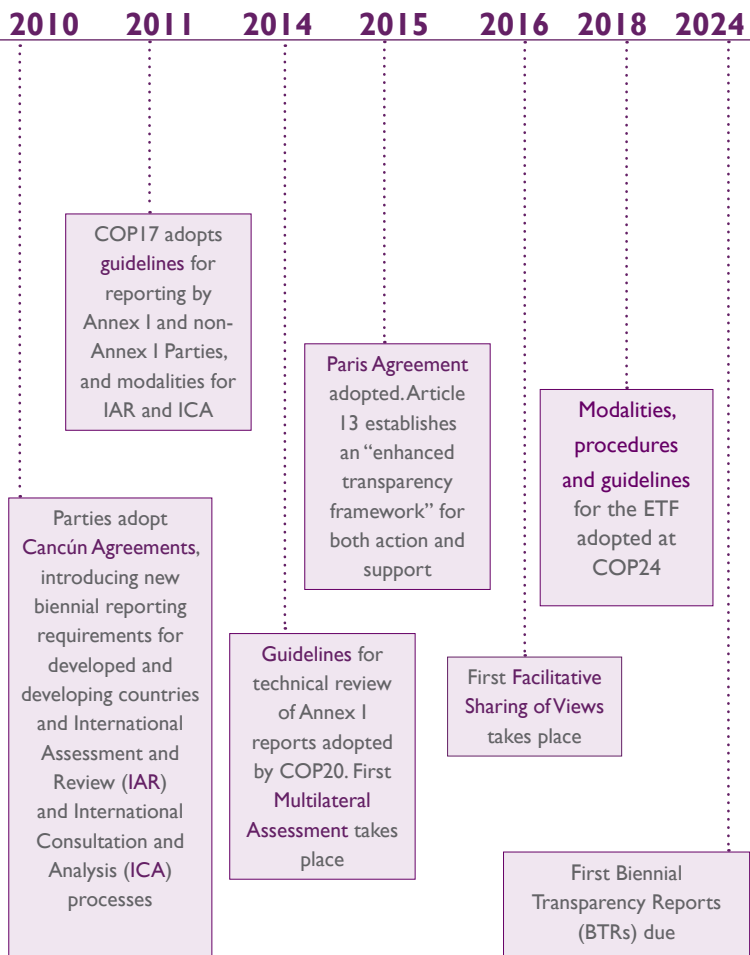 2010 2011 2014 2015 2016 2018 2024
COP17 adopts
guidelines for
reporting by
Annex I and non-
Annex I Parties,
and modalities for
IAR and ICA
Paris Agreement
adopted. Article
13 establishes
an “enhanced
transparency
framework” for
both action and
support
Modalities,
procedures
and guidelines
for the ETF
adopted at
COP24
Parties adopt
Cancún Agreements,
introducing new
biennial reporting
requirements for
developed and
developing countries
and International
Assessment and
Review (IAR)
and International
Consultation and
Analysis (ICA)
processes
Guidelines for
technical review
of Annex I
reports adopted
by COP20. First
Multilateral
Assessment takes
place
First Facilitative
Sharing of Views
takes place
First Biennial
Transparency Reports
(BTRs) due